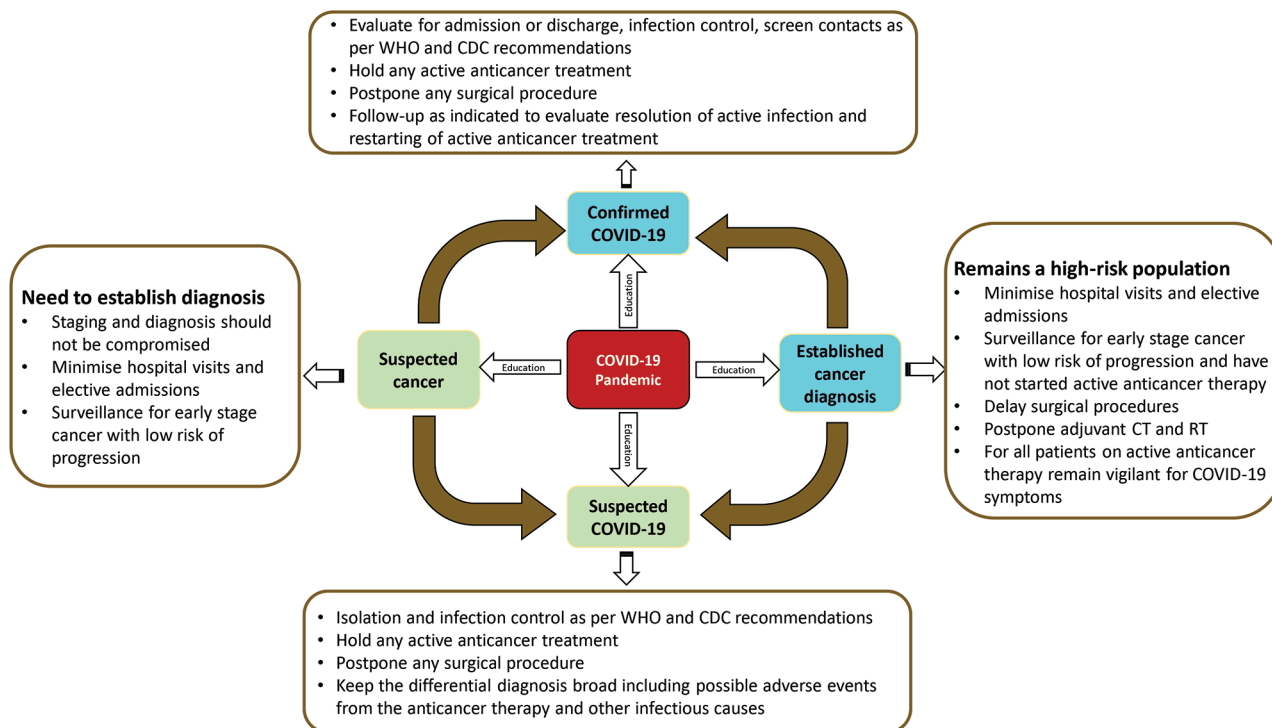 • Evaluate for admission or discharge, infection control, screen contacts as
per WHO and CDC recommendations
• Hold any active anticancer treatment
• Postpone any surgical procedure
• Follow-up as indicated to evaluate resolution of active infection and
restarting of active anticancer treatment
Confirmed
COVID-19
Education
Need to establish diagnosis
• Staging and diagnosis should
not be compromised
• Minimise hospital visits and
elective admissions
• Surveillance for early stage
cancer with low risk of
progression
Suspected
cancer
Education
COVID-19
Pandemic
Education
Established
cancer
diagnosis
Remains a high-risk population
• Minimise hospital visits and elective
admissions
• Surveillance for early stage cancer
with low risk of progression and have
not started active anticancer therapy
• Delay surgical procedures
• Postpone adjuvant CT and RT
• For all patients on active anticancer
therapy remain vigilant for COVID-19
symptoms
Education
Suspected
COVID-19
• Isolation and infection control as per WHO and CDC recommendations
• Hold any active anticancer treatment
• Postpone any surgical procedure
• Keep the differential diagnosis broad including possible adverse events
from the anticancer therapy and other infectious causes